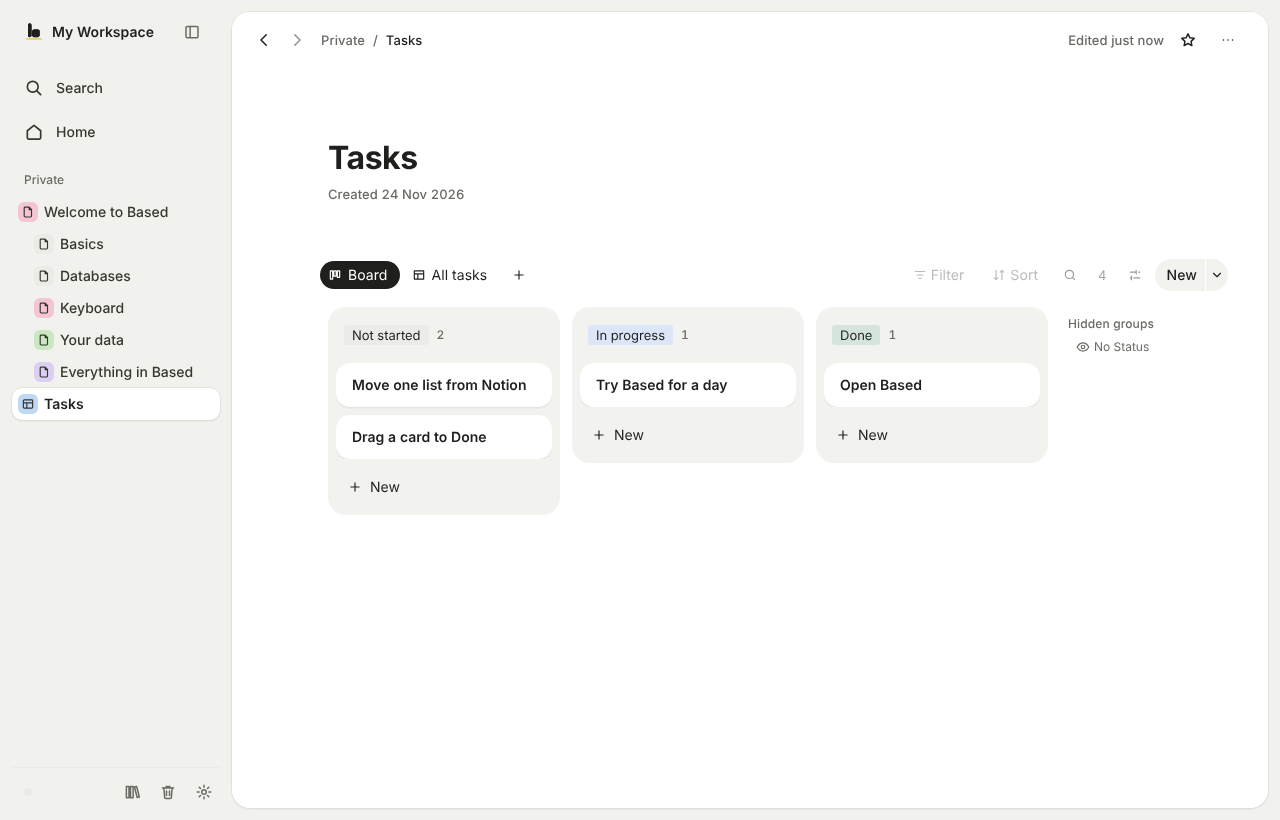 My Workspace
Search
Home
Private
Welcome to Based
Basics
Databases
Keyboard
Your data
Everything in Based
Tasks
Private / Tasks
Edited just now
Tasks
Created 24 Nov 2026
Board
All tasks
Filter
Sort
4
New
Not started 2
Move one list from Notion
Drag a card to Done
New
In progress 1
Try Based for a day
New
Done 1
Open Based
New
Hidden groups
No Status